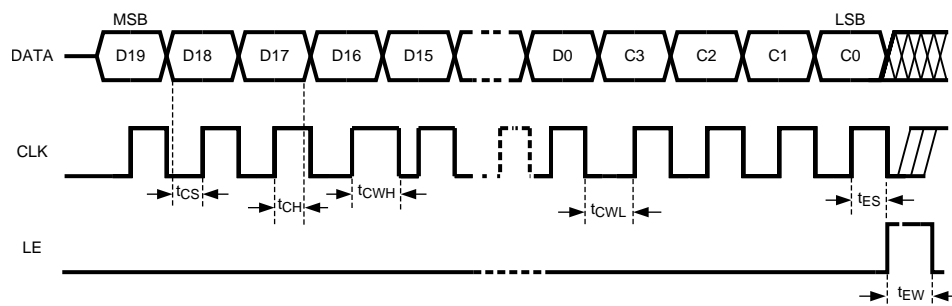 MSB LSB
DATA D19 D18 D17 D16 D15 D0 C3 C2 C1 C0
CLK
tCS tCH tCWH tCWL tES
LE
tEW